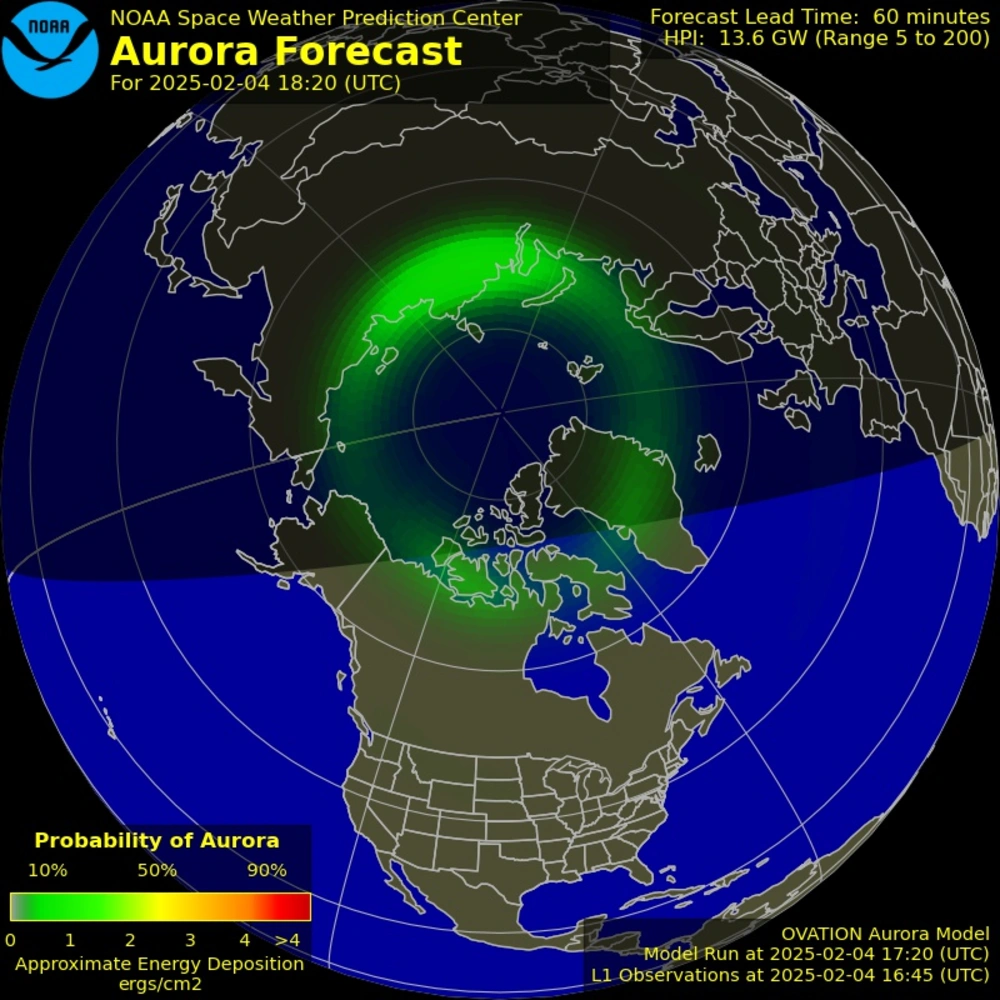 NOAA
NOAA Space Weather Prediction Center
Aurora Forecast
For 2025-02-04 18:20 (UTC)
Forecast Lead Time: 60 minutes
HPI: 13.6 GW (Range 5 to 200)
Probability of Aurora
10% 50% 90%
0 1 2 3 4 >4
Approximate Energy Deposition
ergs/cm2
OVATION Aurora Model
Model Run at 2025-02-04 17:20 (UTC)
L1 Observations at 2025-02-04 16:45 (UTC)